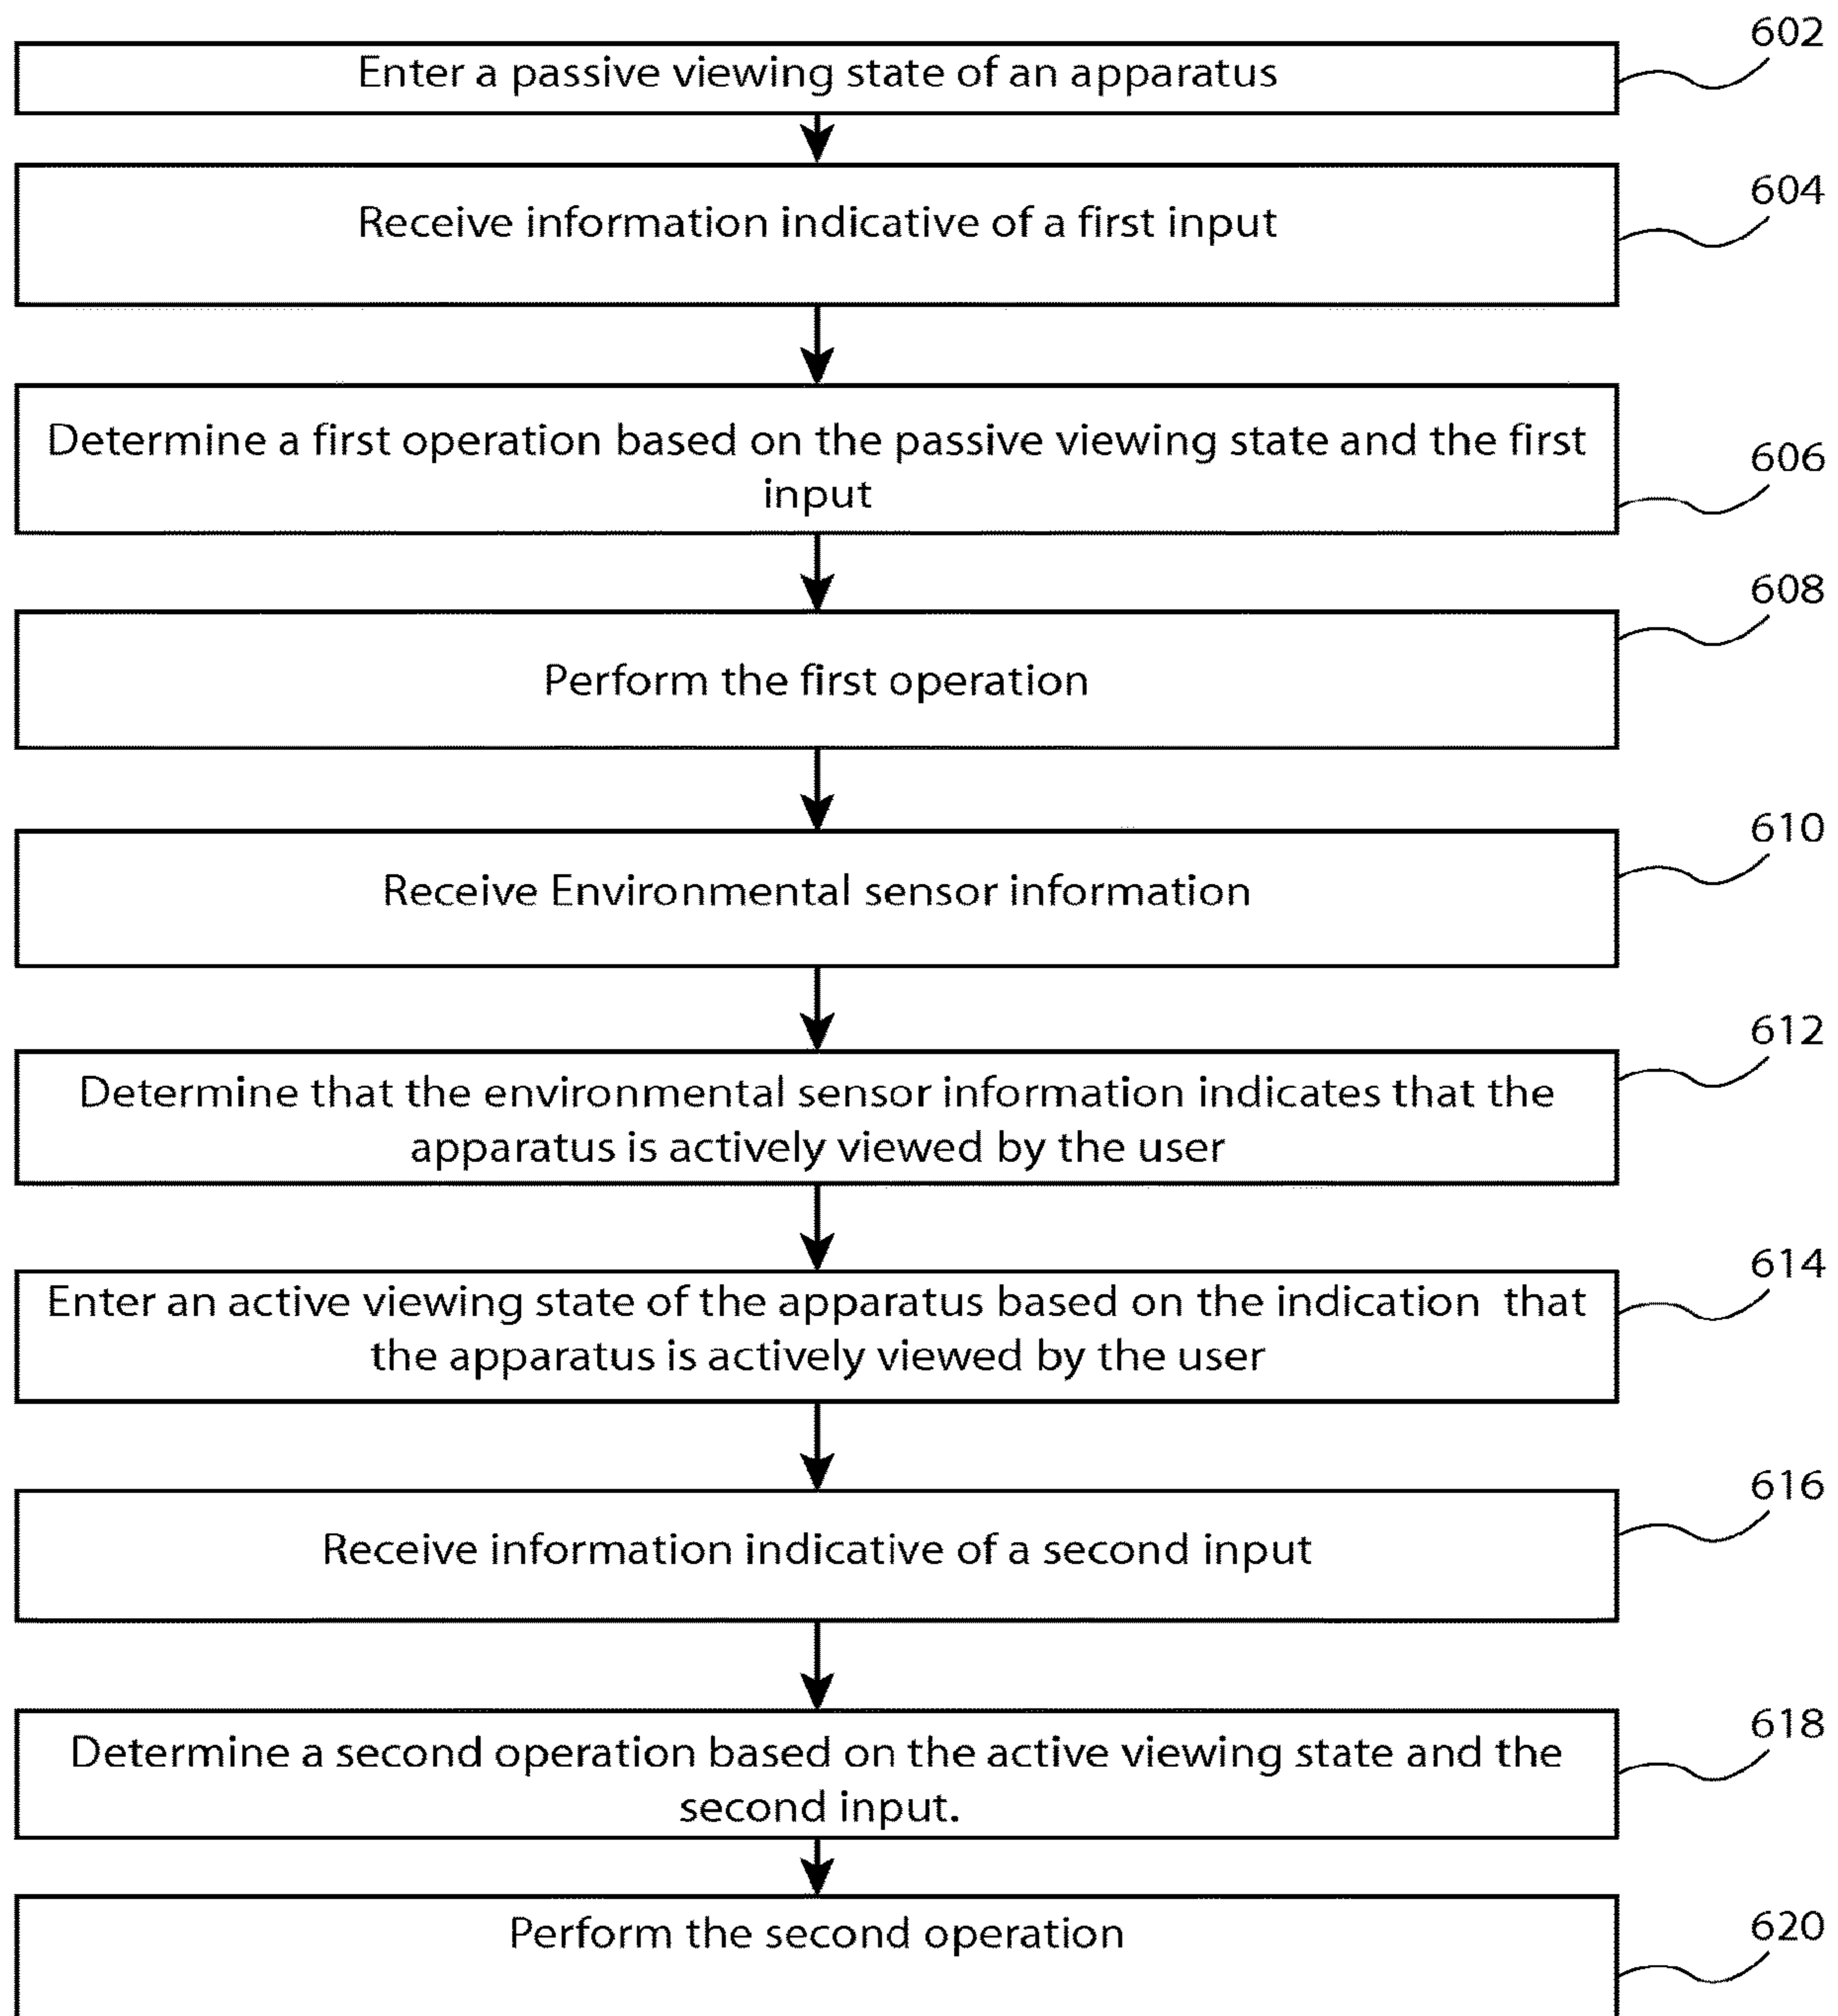 602
Enter a passive viewing state of an apparatus
604
Receive information indicative of a first input
Determine a first operation based on the passive viewing state and the first
606
input
608
Perform the first operation
610
Receive Environmental sensor information
612
Determine that the environmental sensor information indicates that the
apparatus is actively viewed by the user
614
Enter an active viewing state of the apparatus based on the indication that
the apparatus is actively viewed by the user
616
Receive information indicative of a second input
618
Determine a second operation based on the active viewing state and the
second input.
620
Perform the second operation